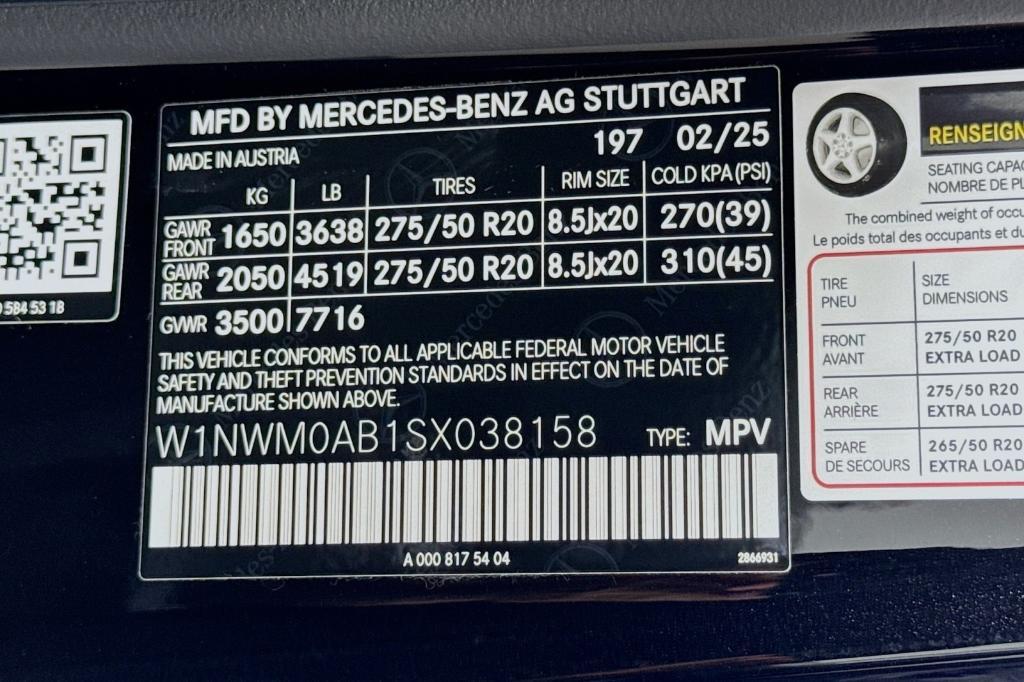 MFD BY MERCEDES-BENZ AG STUTTGART
197 02/25
MADE IN AUSTRIA
KG LB TIRES RIM SIZE COLD KPA (PSI)
GAWR FRONT 1650 3638 275/50 R20 8.5Jx20 270(39)
GAWR REAR 2050 4519 275/50 R20 8.5Jx20 310(45)
GWR 3500 7716
THIS VEHICLE CONFORMS TO ALL APPLICABLE FEDERAL MOTOR VEHICLE
SAFETY AND THEFT PREVENTION STANDARDS IN EFFECT ON THE DATE OF
MANUFACTURE SHOWN ABOVE.
W1NWM0AB1SX038158 TYPE: MPV
A 000 817 54 04 2866931
584 53 18
RENSEIGN
SEATING CAPAC
NOMBRE DE PL
The combined weight of occu
Le poids total des occupants et du
TIRE
PNEU
SIZE
DIMENSIONS
FRONT
AVANT
275/50 R20
EXTRA LOAD
REAR
ARRIÈRE
275/50 R20
EXTRA LOAD
SPARE
DE SECOURS
265/50 R20
EXTRA LOAD